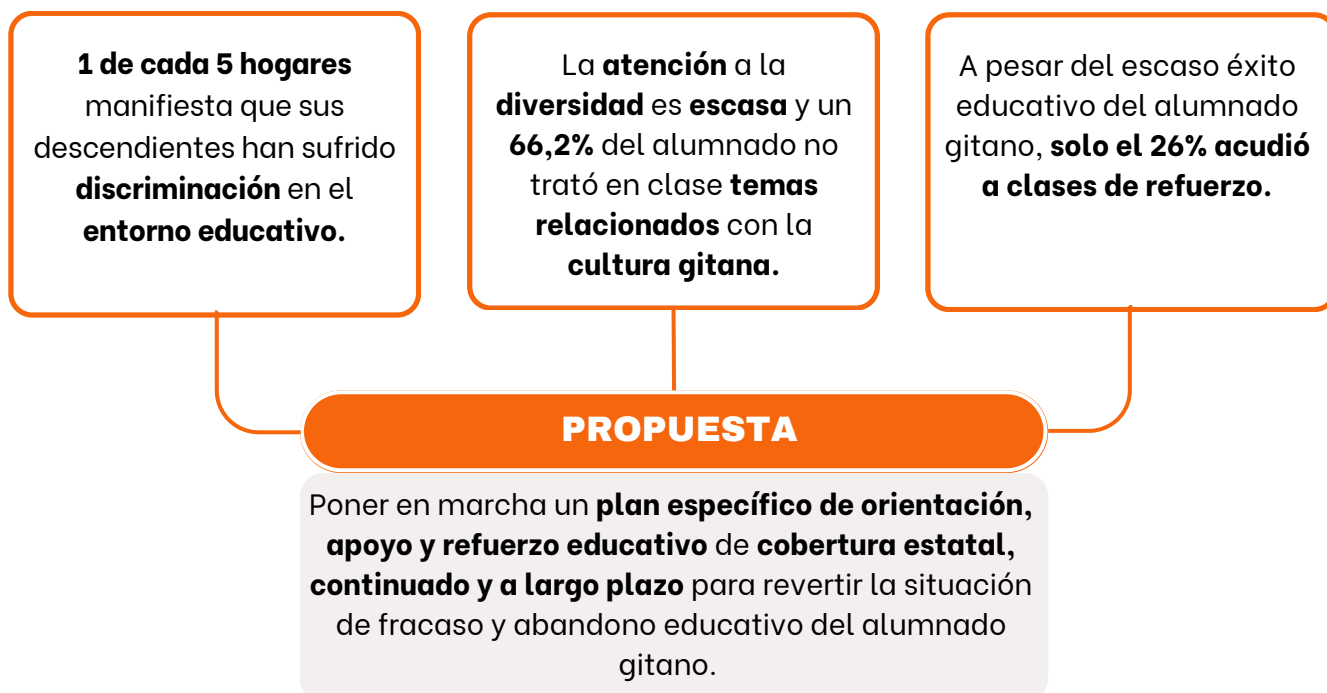 1 de cada 5 hogares
manifiesta que sus
descendientes han sufrido
discriminación en el
entorno educativo.
La atención a la
diversidad es escasa y un
66,2% del alumnado no
trató en clase temas
relacionados con la
cultura gitana.
A pesar del escaso éxito
educativo del alumnado
gitano, solo el 26% acudió
a clases de refuerzo.
PROPUESTA
Poner en marcha un plan específico de orientación,
apoyo y refuerzo educativo de cobertura estatal,
continuado y a largo plazo para revertir la situación
de fracaso y abandono educativo del alumnado
gitano.